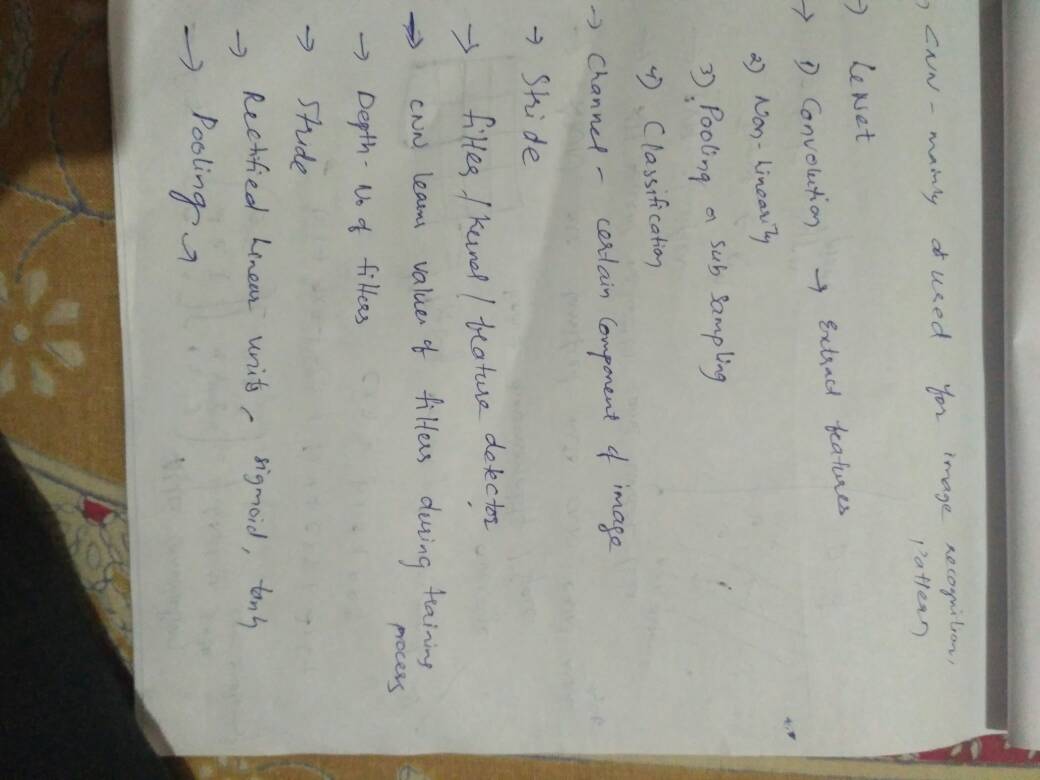 → CNN - mainly used for image recognition,
pattern
→ LeNet
→ 1) Convolution → Extract features
2) Non-Linearity
3) Pooling or Sub Sampling
4) Classification
→ Channel - certain Component of image
→ Stride
→ filter / Kernel / feature detector
→ CNN learns values of filters during training
process
→ Depth - No of filters
→ Stride
→ Rectified Linear units, sigmoid, tanh
→ Pooling →